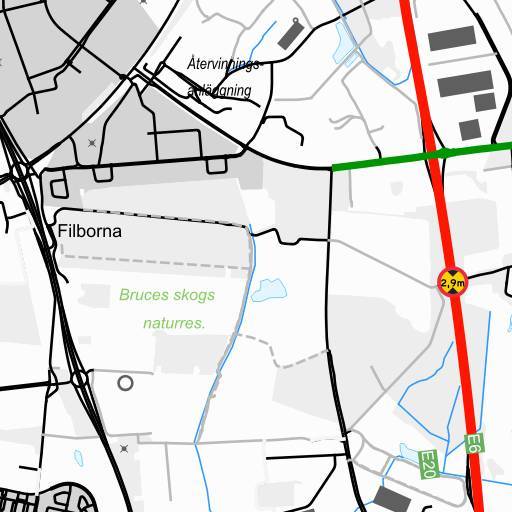 Återvinnings-
anläggning
Filborna
Bruces skogs
naturres.
2,9m
E6
E20